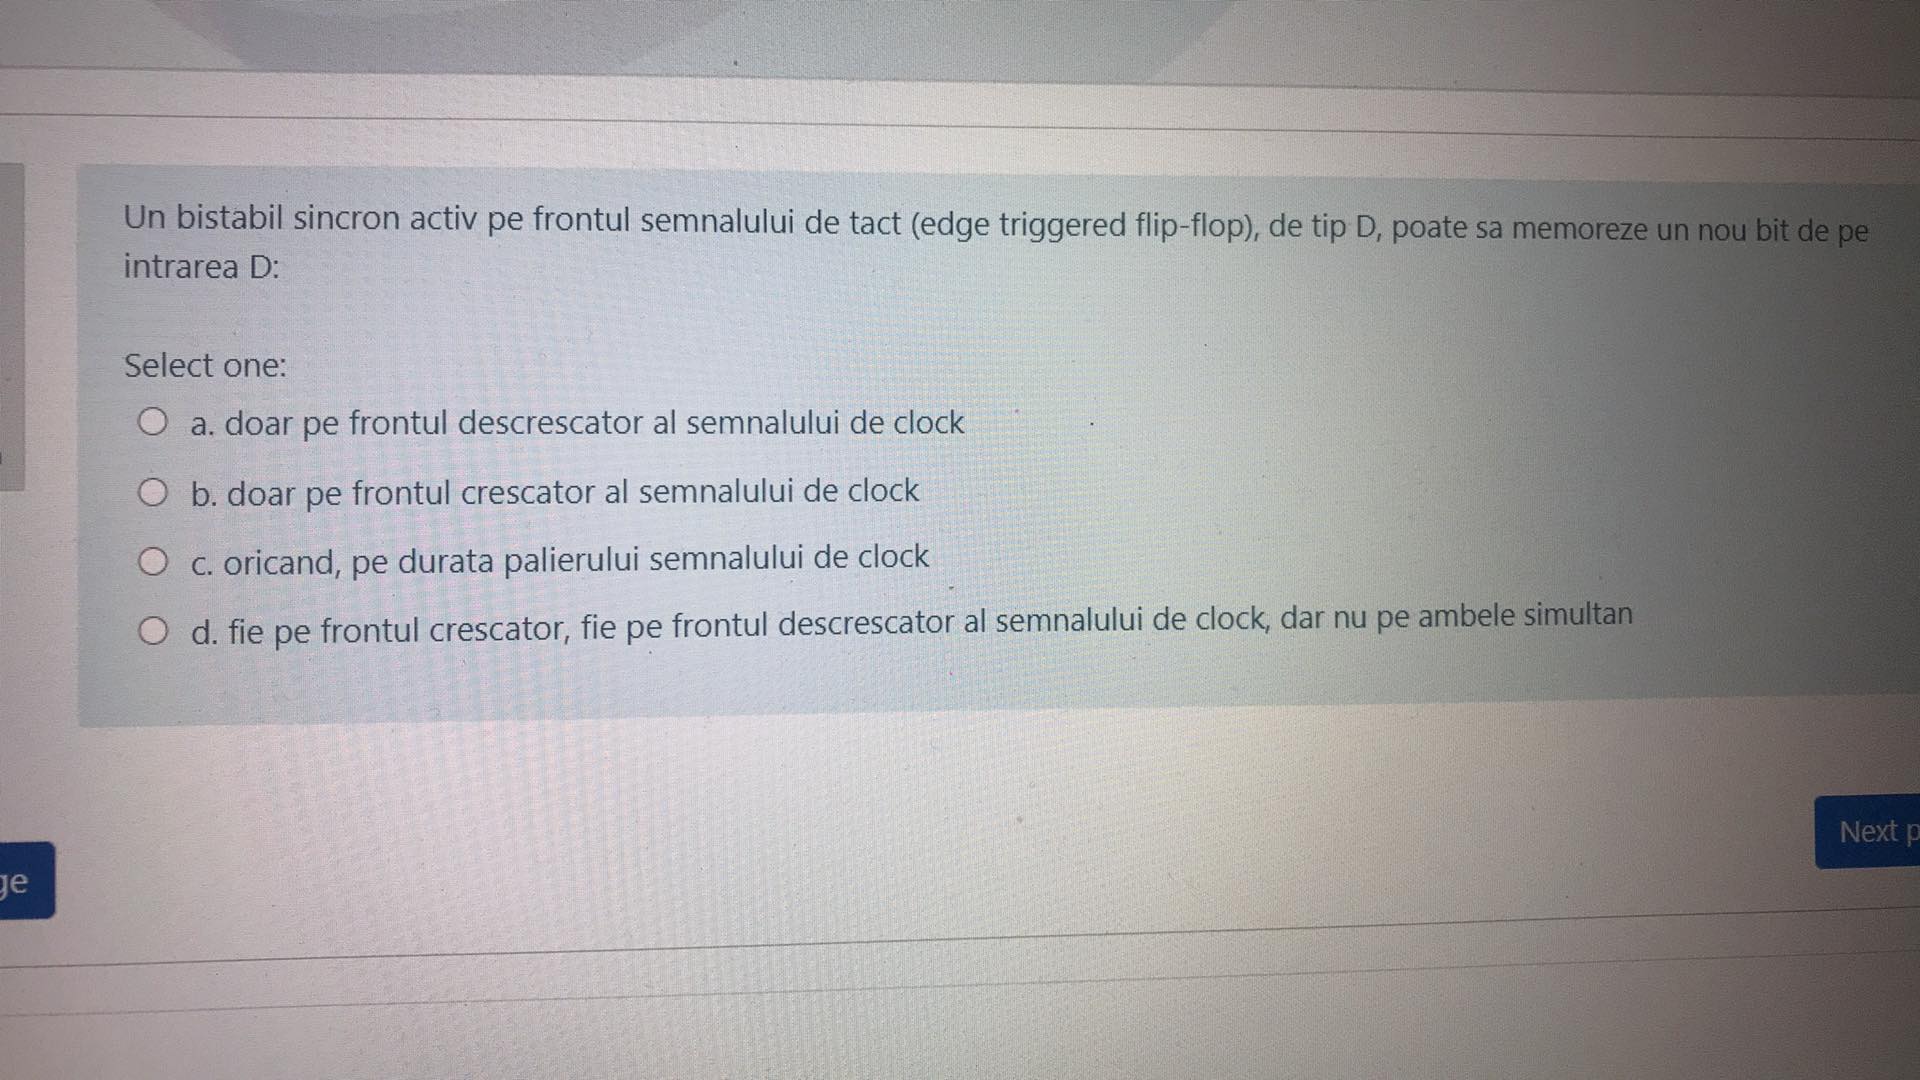 Un bistabil sincron activ pe frontul semnalului de tact (edge triggered flip-flop), de tip D, poate sa memoreze un nou bit de pe
intrarea D:
Select one:
a. doar pe frontul descrescator al semnalului de clock
b. doar pe frontul crescator al semnalului de clock
c. oricand, pe durata palierului semnalului de clock
d. fie pe frontul crescator, fie pe frontul descrescator al semnalului de clock, dar nu pe ambele simultan
Next p
ge